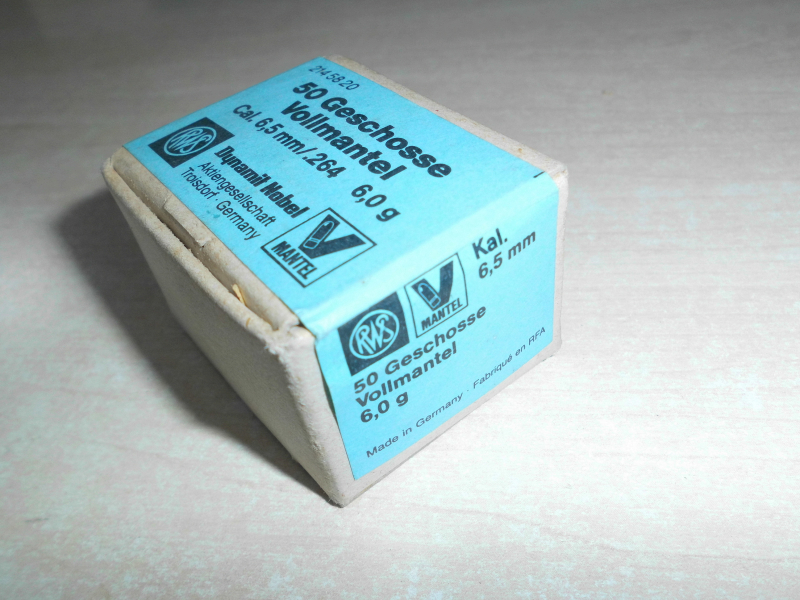 214 58 20
50 Geschosse
Vollmantel
Cal. 6,5 mm/.264 6,0 g
RWS
Dynamit Nobel
Aktiengesellschaft
Troisdorf · Germany
V
MANTEL
Kal.
6,5 mm
RWS
V
MANTEL
50 Geschosse
Vollmantel
6,0 g
Made in Germany · Fabriqué en RFA